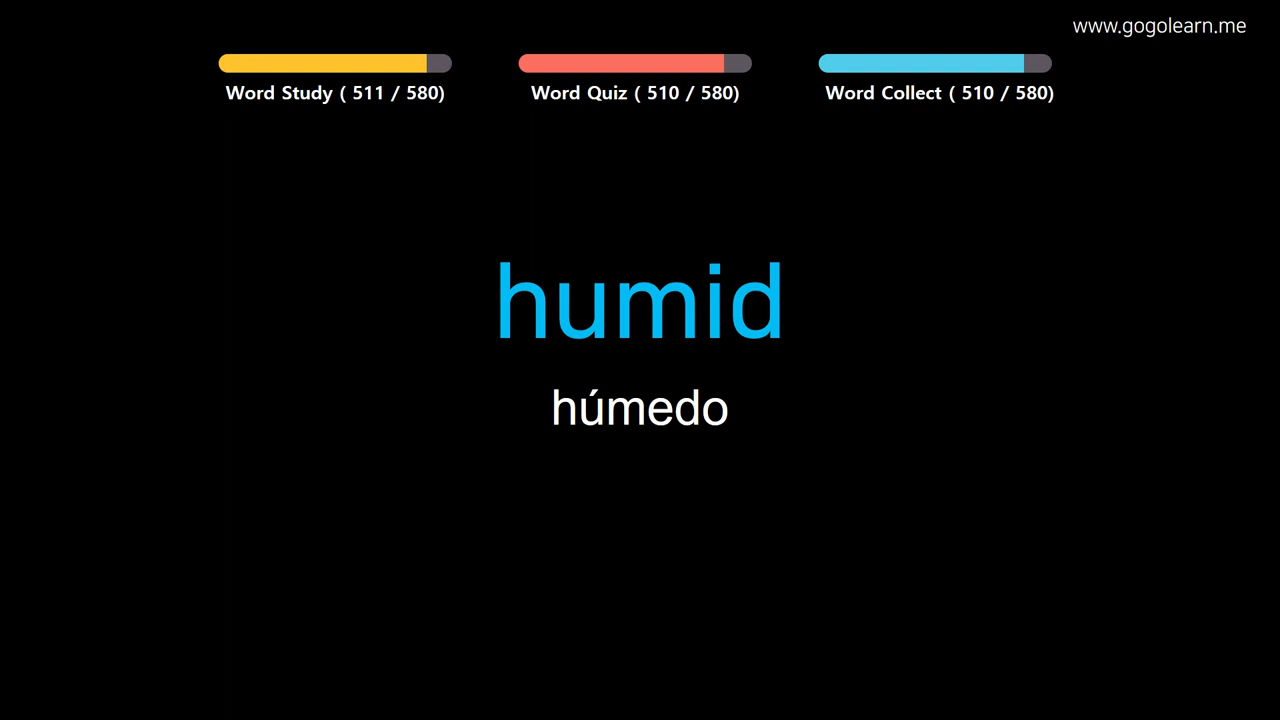 www.gogolearn.me
Word Study ( 511 / 580)
Word Quiz ( 510 / 580)
Word Collect ( 510 / 580)
humid
húmedo